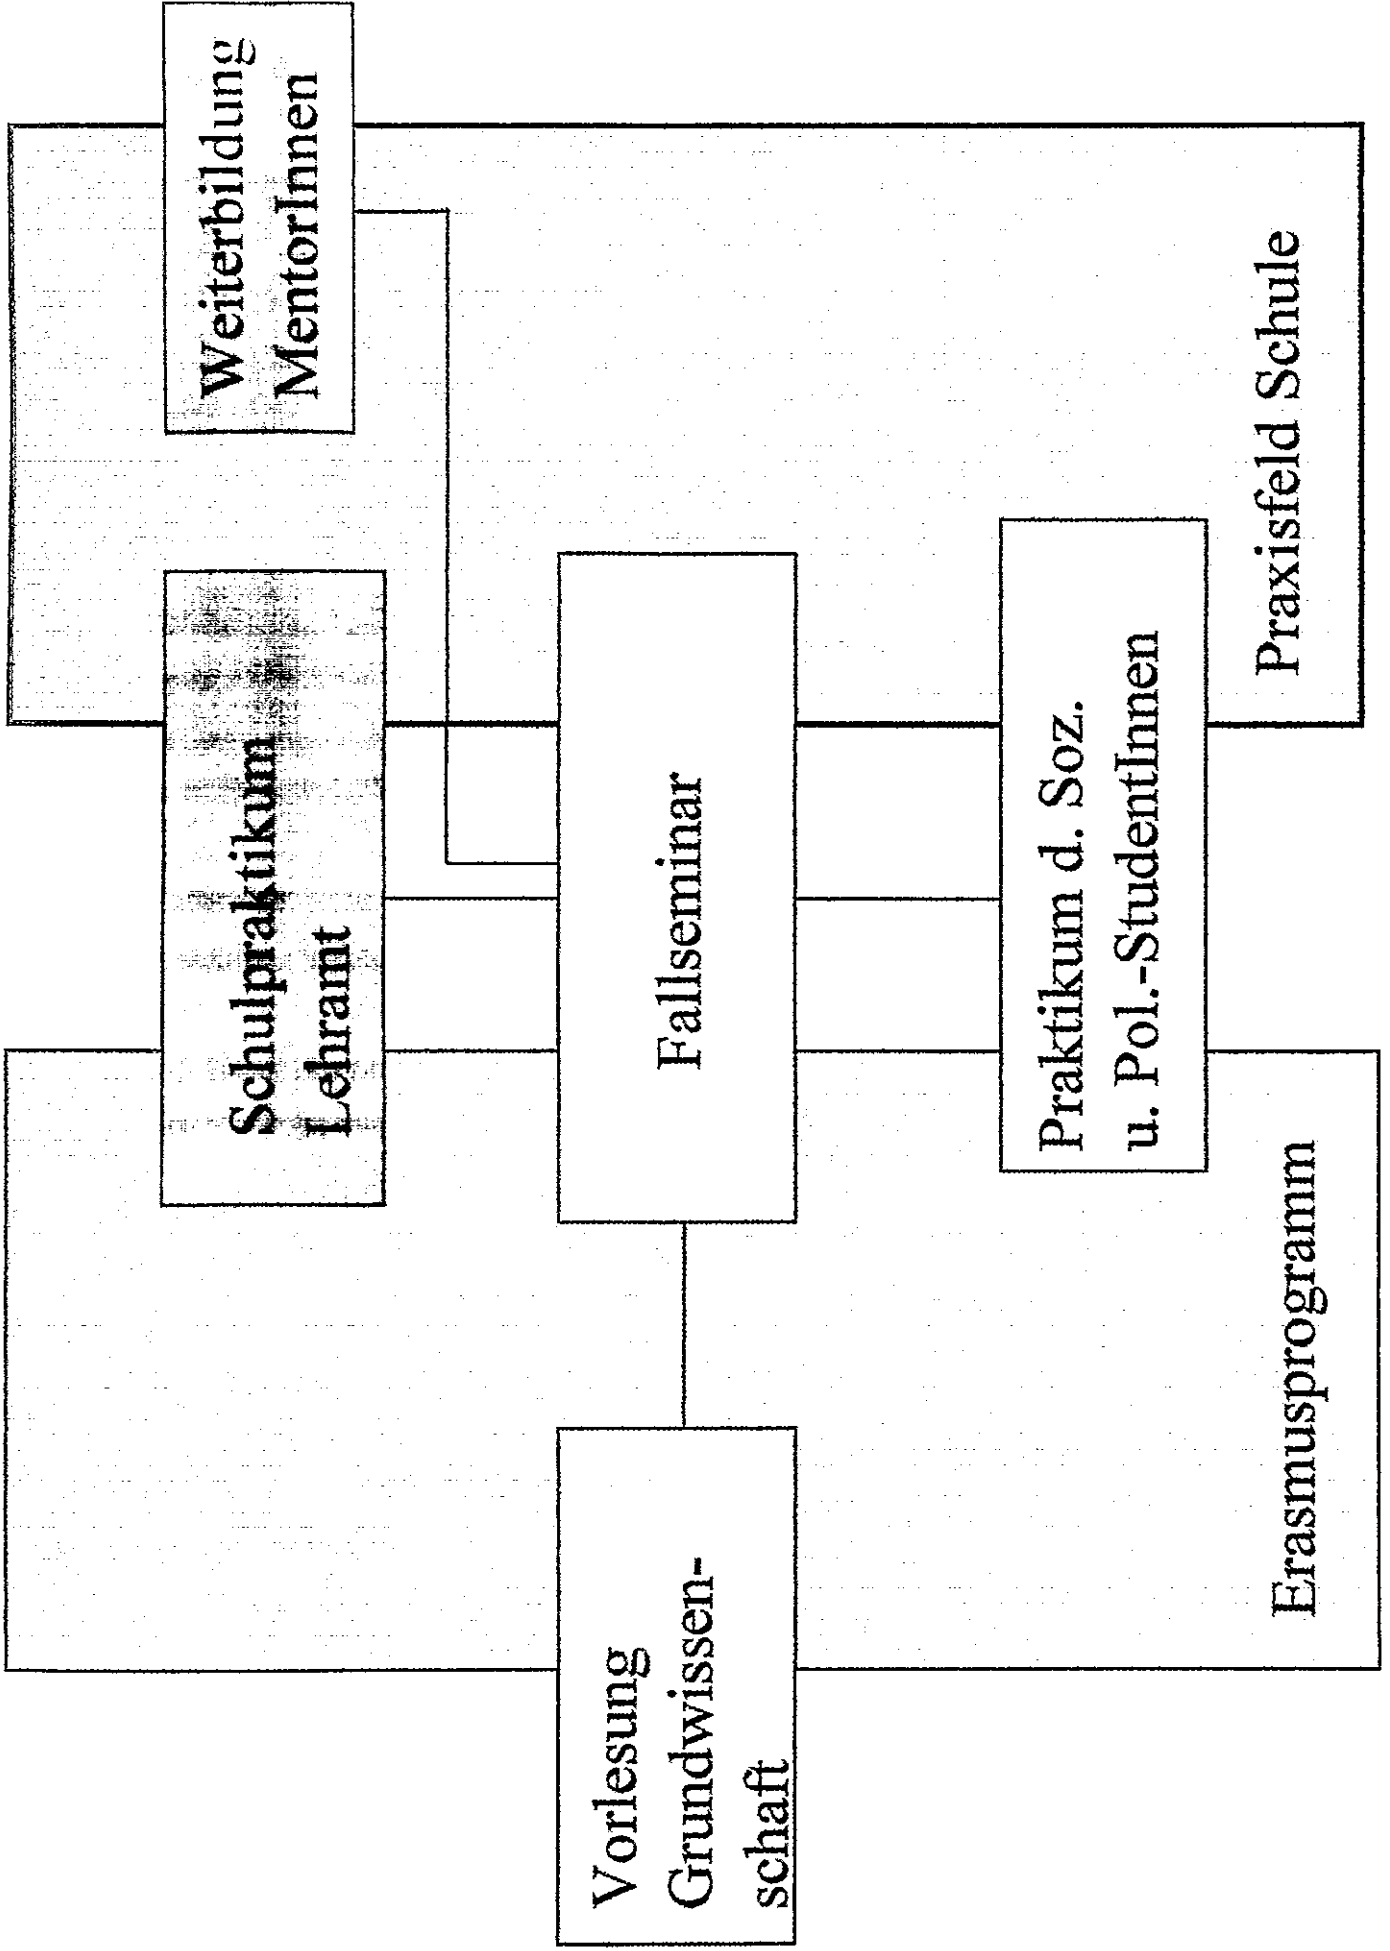 Schulpraktikum
Lehramt
Weiterbildung
MentorInnen
Vorlesung
Grundwissen-
schaft
Fallseminar
Praktikum d. Soz.
u. Pol.-StudentInnen
Erasmusprogramm
Praxisfeld Schule